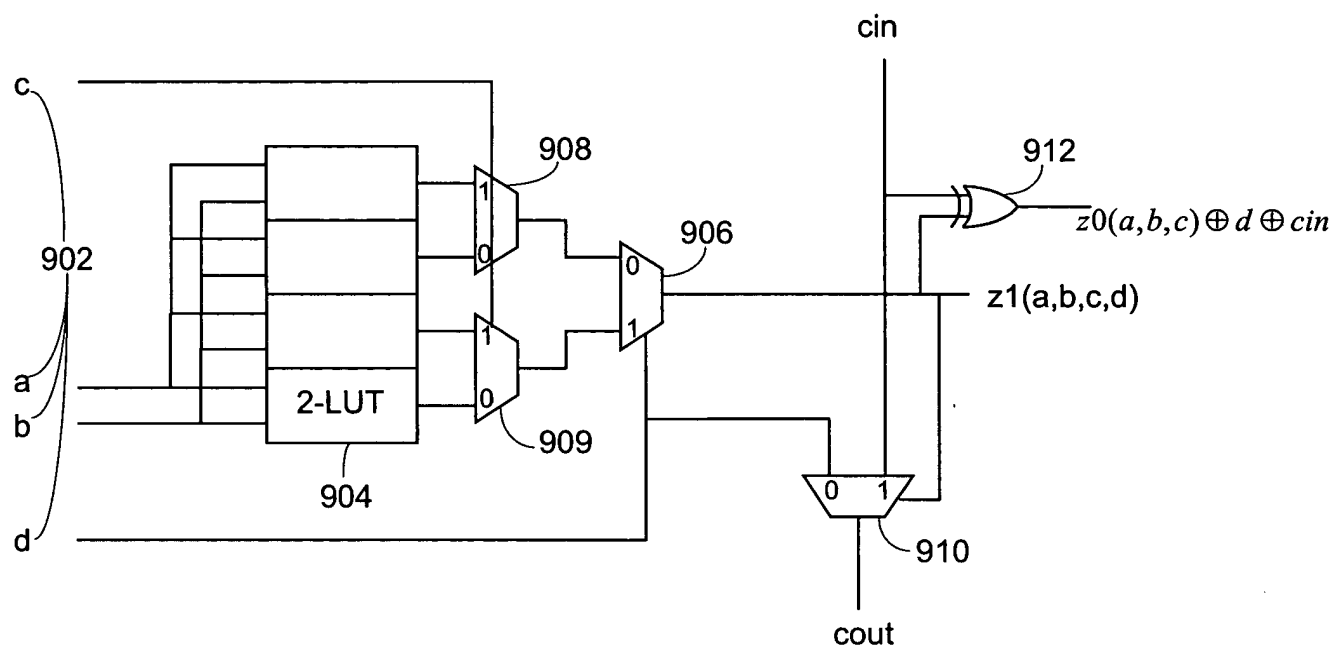 cin
c
908
912
1
z0(a,b,c) ⊕ d ⊕ cin
902
906
0
0
z1(a,b,c,d)
1
1
a
2-LUT
0
b
909
904
0
1
d
910
cout